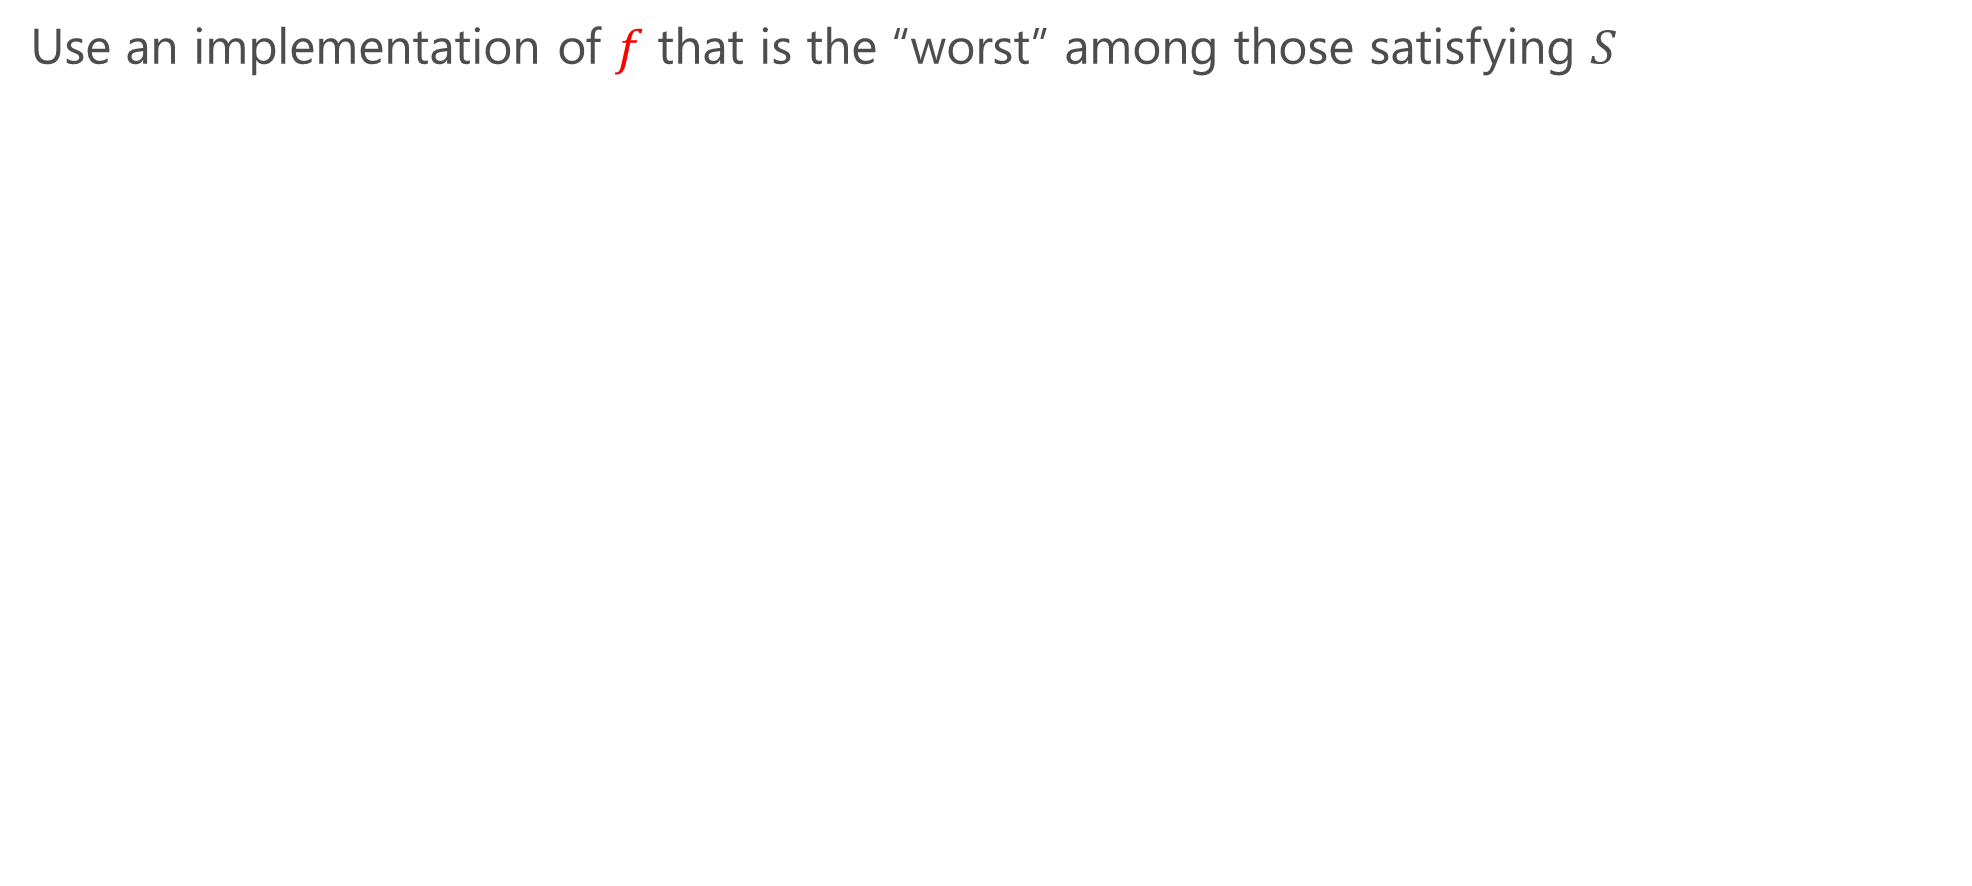 Use an implementation of f that is the “worst” among those satisfying S